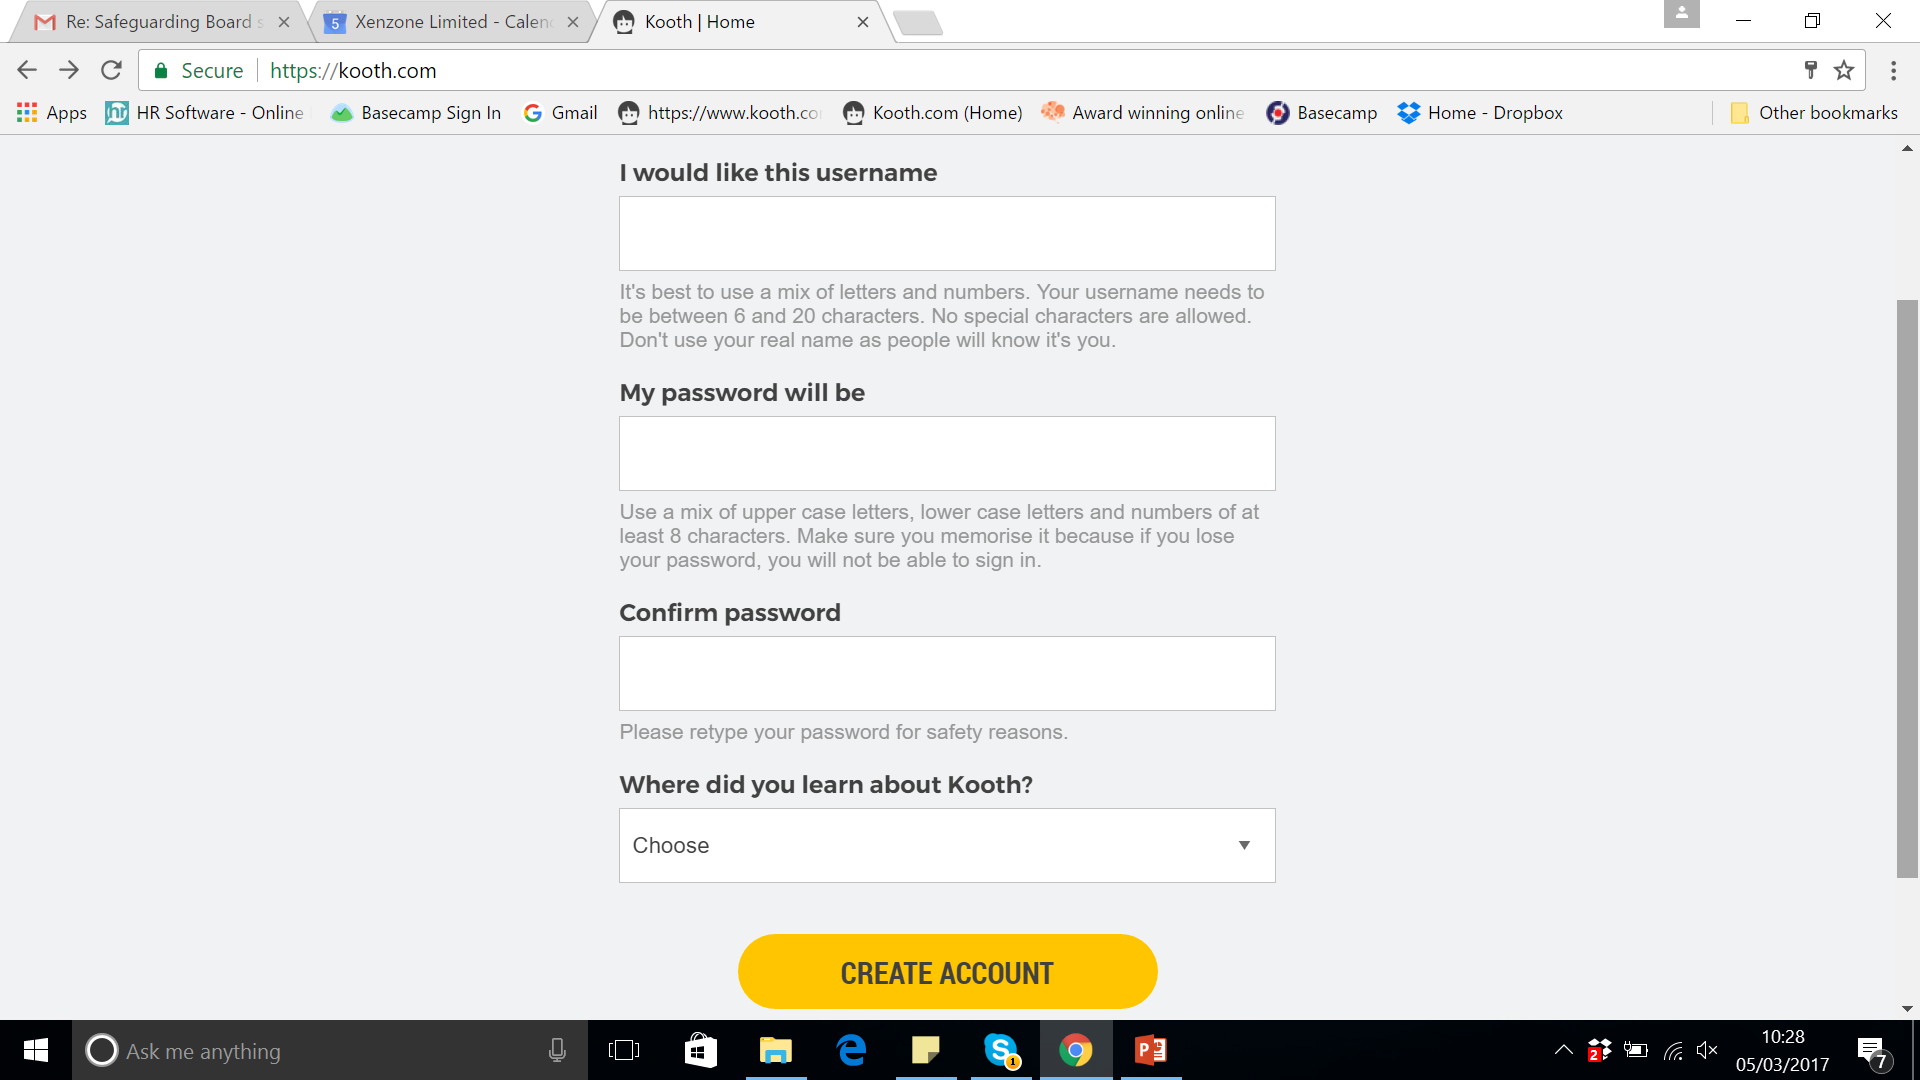 Re: Safeguarding Board s
Xenzone Limited - Calend
Kooth | Home
Secure
https://kooth.com
Apps
HR Software - Online
Basecamp Sign In
Gmail
https://www.kooth.co
Kooth.com (Home)
Award winning online
Basecamp
Home - Dropbox
Other bookmarks
I would like this username
It's best to use a mix of letters and numbers. Your username needs to
be between 6 and 20 characters. No special characters are allowed.
Don't use your real name as people will know it's you.
My password will be
Use a mix of upper case letters, lower case letters and numbers of at
least 8 characters. Make sure you memorise it because if you lose
your password, you will not be able to sign in.
Confirm password
Please retype your password for safety reasons.
Where did you learn about Kooth?
Choose
CREATE ACCOUNT
Ask me anything
10:28
05/03/2017
7